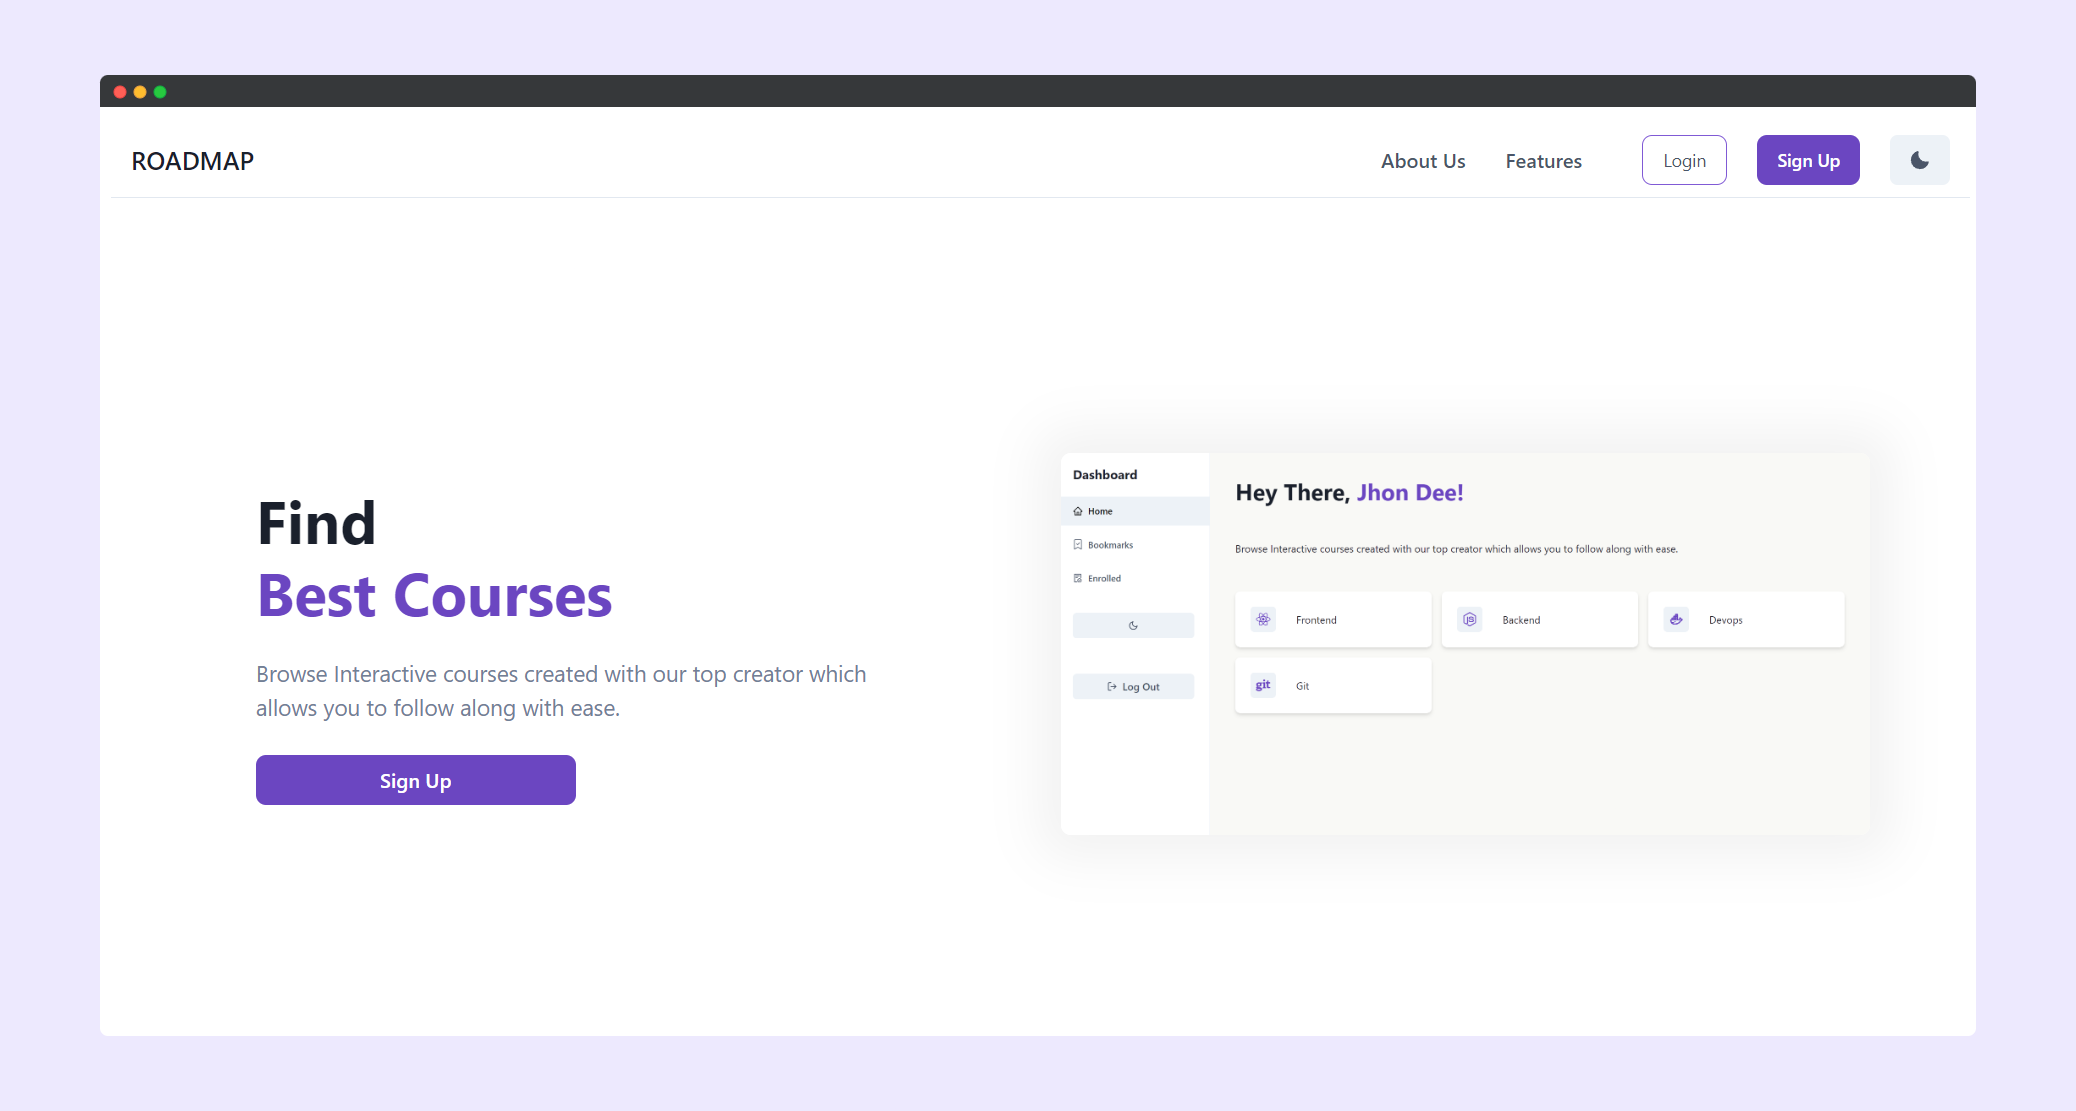 ROADMAP
About Us
Features
Login
Sign Up
Find
Best Courses
Browse Interactive courses created with our top creator which
allows you to follow along with ease.
Sign Up
Dashboard
Home
Bookmarks
Enrolled
Log Out
Hey There, Jhon Dee!
Browse Interactive courses created with our top creator which allows you to follow along with ease.
Frontend
JS
Backend
Devops
git
Git